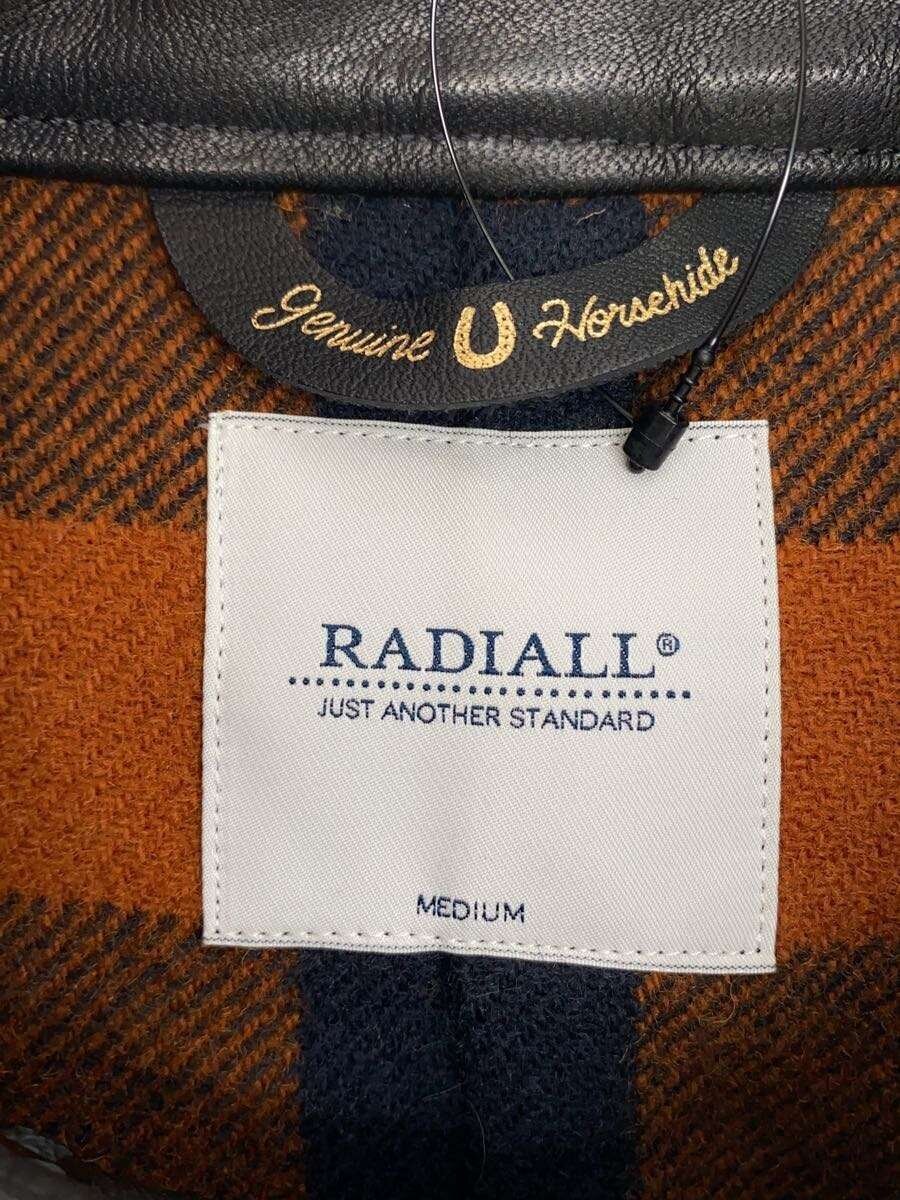 Genuine Horsehide
RADIALL®
JUST ANOTHER STANDARD
MEDIUM